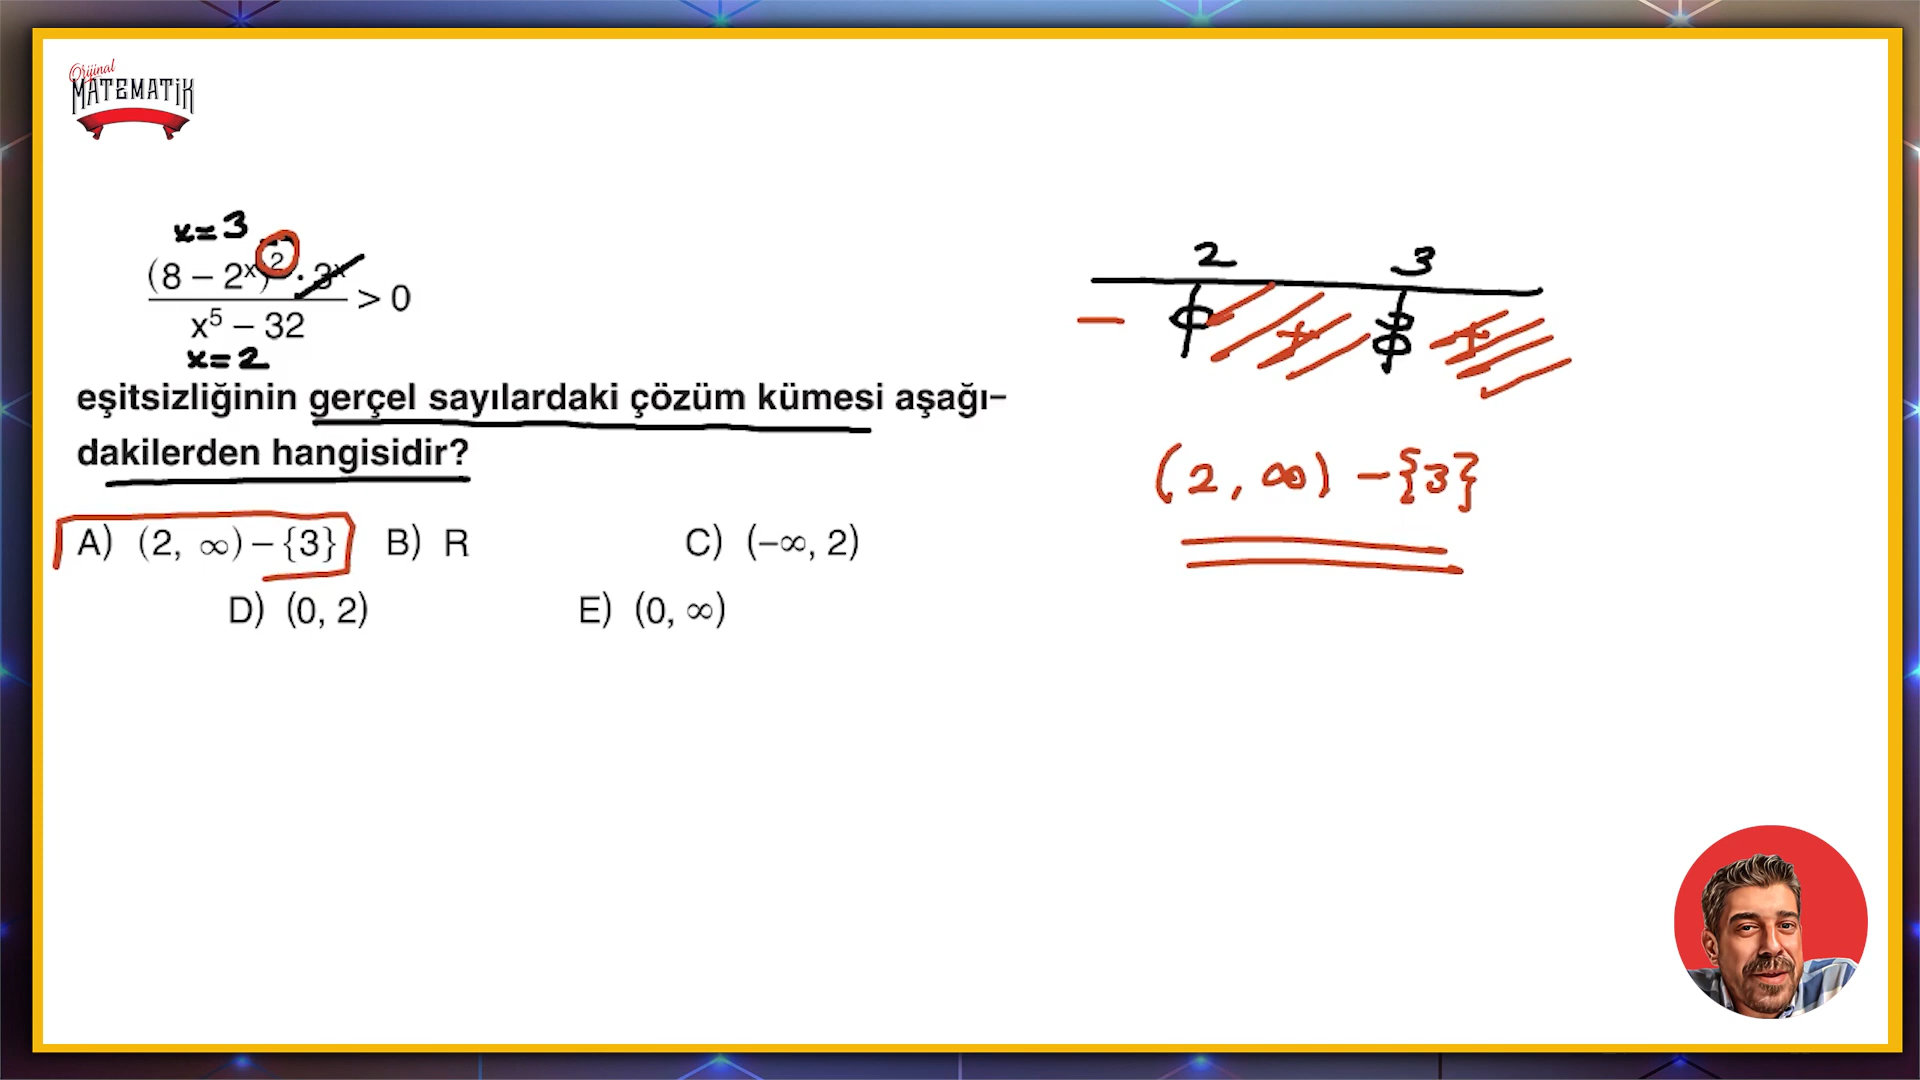 Orijinal
MATEMATİK
x=3
(8 – 2^x)^2 · 3^x
> 0
x^5 – 32
x=2
eşitsizliğinin gerçel sayılardaki çözüm kümesi aşağı–
dakilerden hangisidir?
A) (2, ∞) – {3} B) R C) (–∞, 2)
D) (0, 2) E) (0, ∞)
2 3
– + +
(2, ∞) – {3}